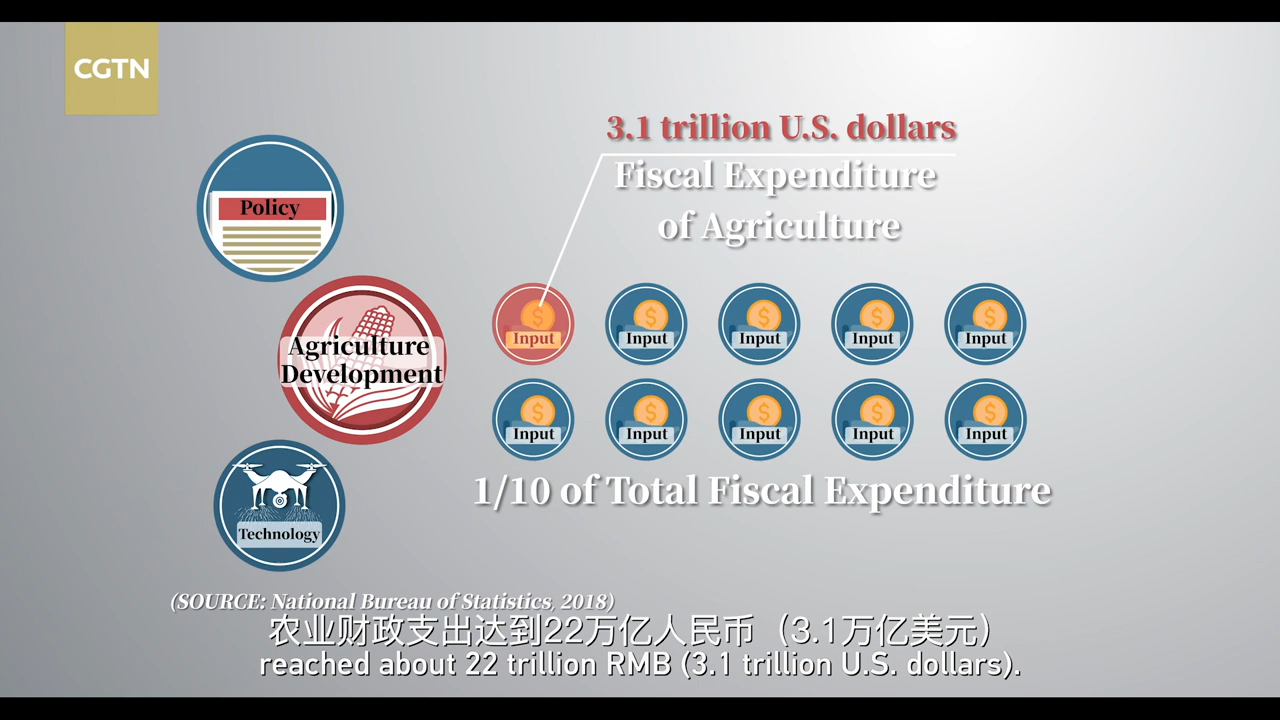 CGTN
3.1 trillion U.S. dollars
Fiscal Expenditure
of Agriculture
Policy
Agriculture
Development
Technology
Input
Input
Input
Input
Input
Input
Input
Input
Input
Input
1/10 of Total Fiscal Expenditure
(SOURCE: National Bureau of Statistics, 2018)
农业财政支出达到22万亿人民币（3.1万亿美元）
reached about 22 trillion RMB (3.1 trillion U.S. dollars).